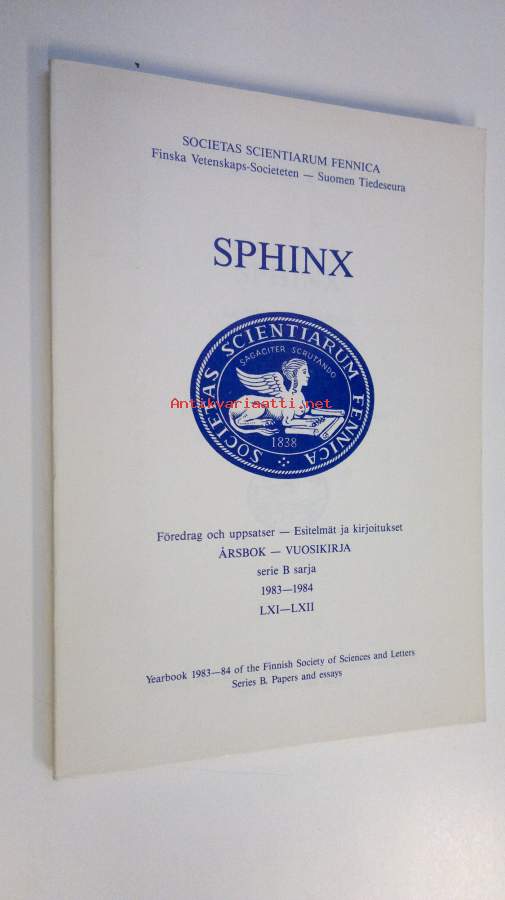 SOCIETAS SCIENTIARUM FENNICA
Finska Vetenskaps-Societeten — Suomen Tiedeseura
SPHINX
SOCIETAS SCIENTIARUM FENNICA
SAGACITER SCRUTANDO
Antikvariaatti.net
1838
Föredrag och uppsatser — Esitelmät ja kirjoitukset
ÅRSBOK — VUOSIKIRJA
serie B sarja
1983—1984
LXI—LXII
Yearbook 1983—84 of the Finnish Society of Sciences and Letters
Series B. Papers and essays